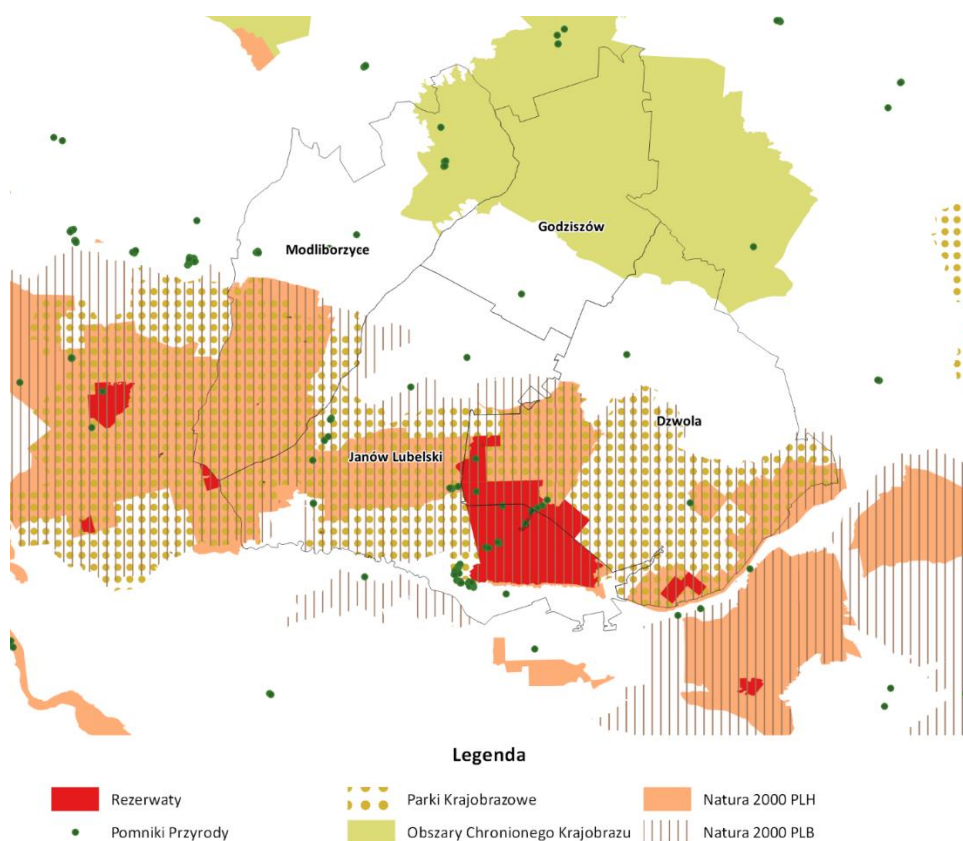 Godziszów
Modliborzyce
Dzwola
Janów Lubelski
Legenda
Rezerwaty
Parki Krajobrazowe
Natura 2000 PLH
Pomniki Przyrody
Obszary Chronionego Krajobrazu
Natura 2000 PLB